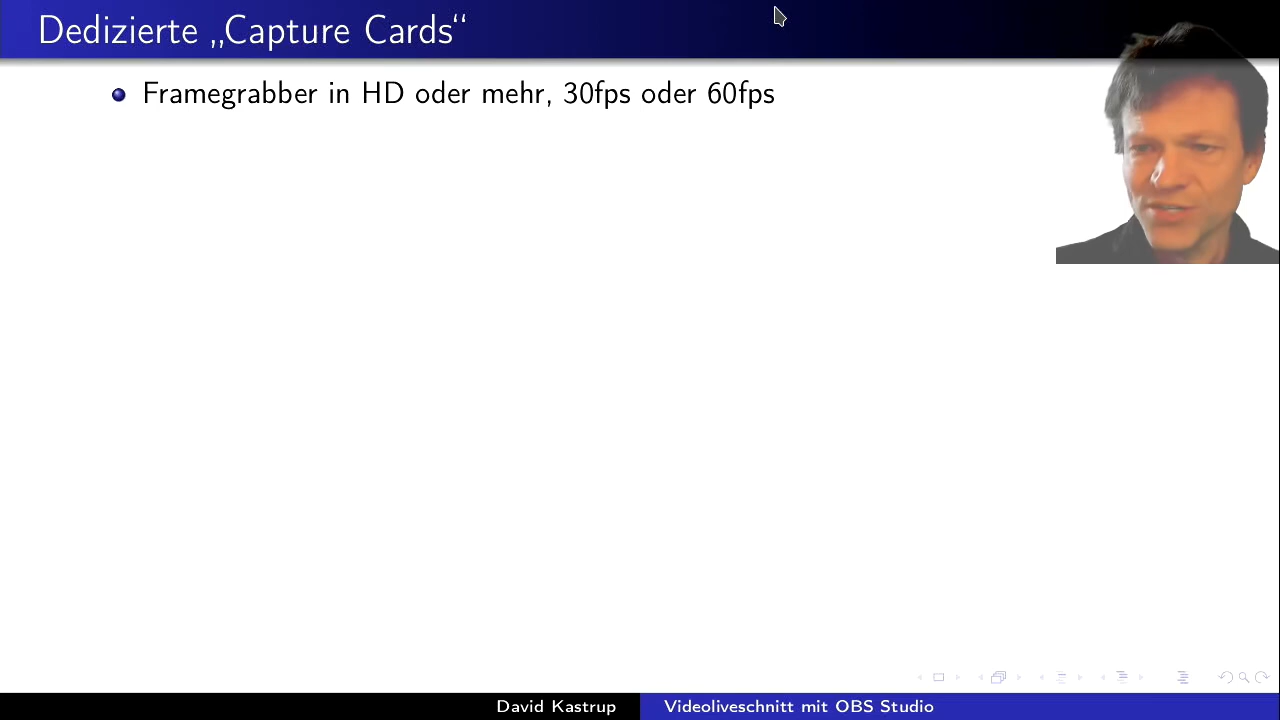 Dedizierte „Capture Cards“
Framegrabber in HD oder mehr, 30fps oder 60fps
David Kastrup
Videoliveschnitt mit OBS Studio